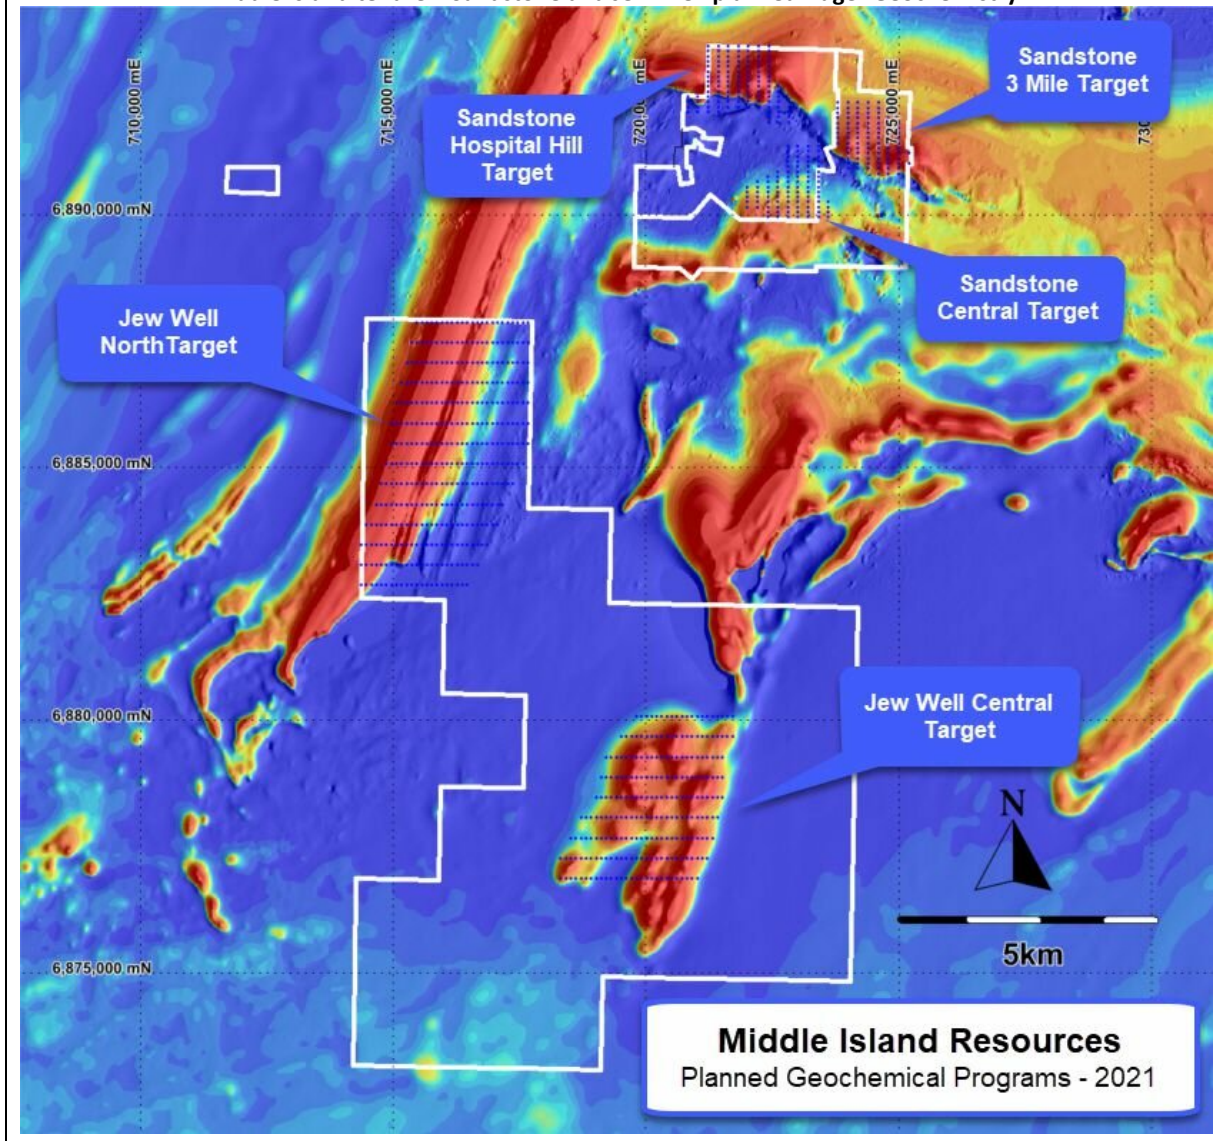 710,000 mE
715,000 mE
725,000 mE
Sandstone
3 Mile Target
Sandstone
Hospital Hill
Target
6,890,000 mN
Sandstone
Central Target
Jew Well
NorthTarget
6,885,000 mN
6,880,000 mN
Jew Well Central
Target
N
5km
6,875,000 mN
Middle Island Resources
Planned Geochemical Programs - 2021